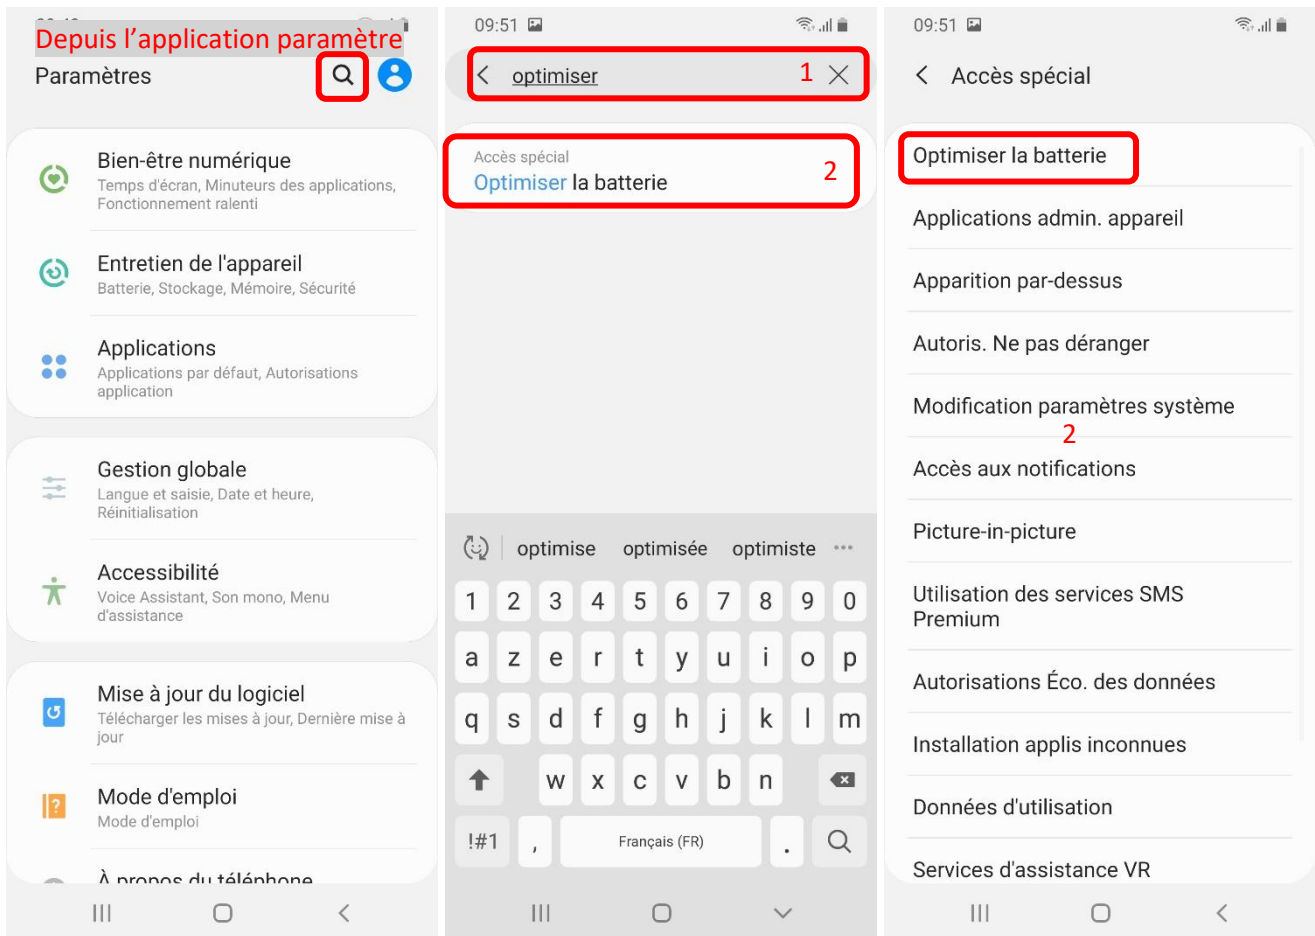 Depuis l'application paramètre
Paramètres
Bien-être numérique
Temps d'écran, Minuteurs des applications,
Fonctionnement ralenti
Entretien de l'appareil
Batterie, Stockage, Mémoire, Sécurité
Applications
Applications par défaut, Autorisations
application
Gestion globale
Langue et saisie, Date et heure,
Réinitialisation
Accessibilité
Voice Assistant, Son mono, Menu
d'assistance
Mise à jour du logiciel
Télécharger les mises à jour, Dernière mise à
jour
Mode d'emploi
Mode d'emploi
À propos du téléphone
09:51
optimiser 1
Accès spécial
Optimiser la batterie 2
optimise optimisée optimiste
1 2 3 4 5 6 7 8 9 0
a z e r t y u i o p
q s d f g h j k l m
w x c v b n
!#1 , Français (FR) .
09:51
Accès spécial
Optimiser la batterie
Applications admin. appareil
Apparition par-dessus
Autoris. Ne pas déranger
Modification paramètres système
2
Accès aux notifications
Picture-in-picture
Utilisation des services SMS
Premium
Autorisations Éco. des données
Installation applis inconnues
Données d'utilisation
Services d'assistance VR